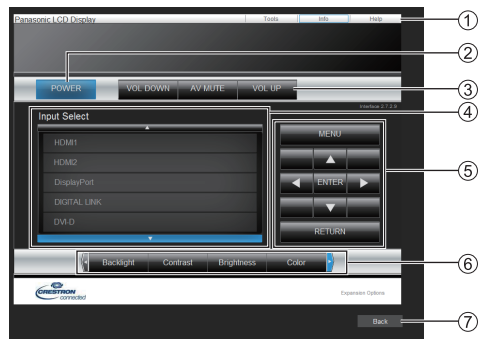 Panasonic LCD Display
Tools Info Help
①
②
POWER VOL DOWN AV MUTE VOL UP
③
Interface 2.7.2.9
④
Input Select
HDMI1
HDMI2
DisplayPort
DIGITAL LINK
DVI-D
MENU
ENTER
RETURN
⑤
Backlight Contrast Brightness Color
⑥
CRESTRON
connected
Expansion Options
Back
⑦